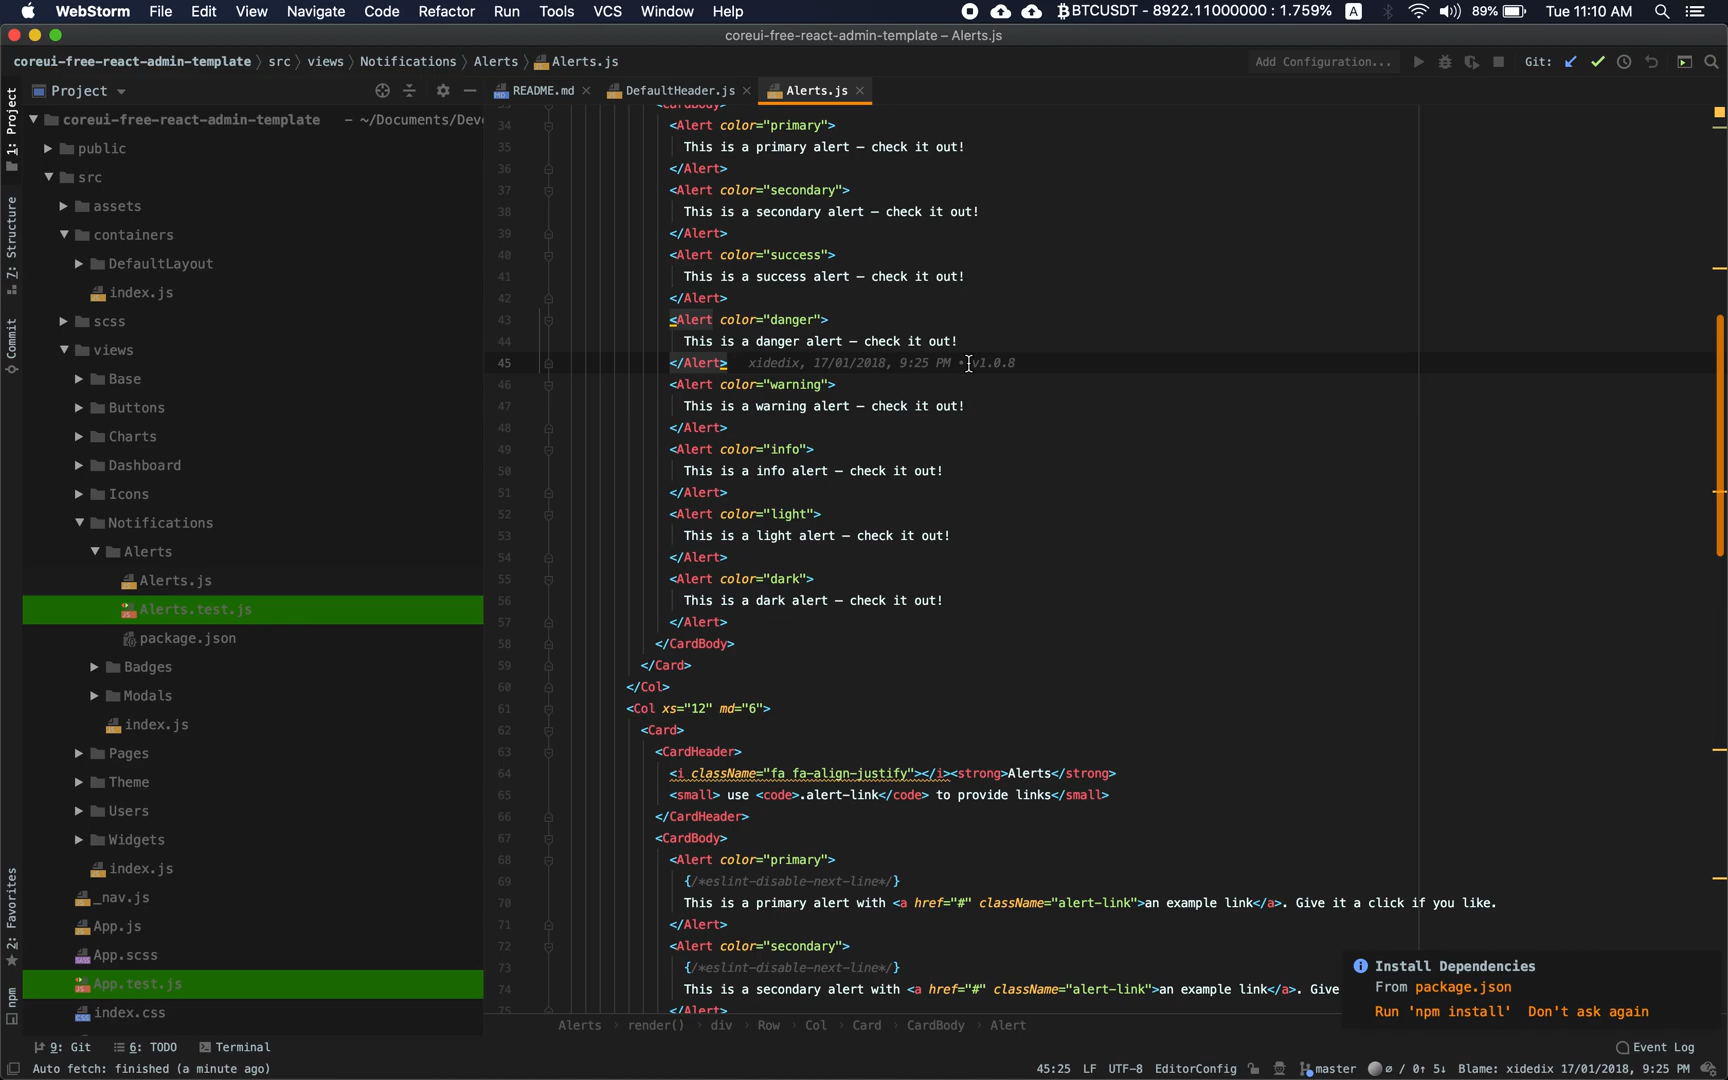 WebStorm File Edit View Navigate Code Refactor Run Tools VCS Window Help BTCUSDT - 8922.11000000 : 1.759% A 89% Tue 11:10 AM
coreui-free-react-admin-template – Alerts.js
coreui-free-react-admin-template src views Notifications Alerts Alerts.js Add Configuration... Git:
Project README.md DefaultHeader.js Alerts.js
1: Project
7: Structure
Commit
2: Favorites
npm
coreui-free-react-admin-template – ~/Documents/Dev
public
src
assets
containers
DefaultLayout
index.js
scss
views
Base
Buttons
Charts
Dashboard
Icons
Notifications
Alerts
Alerts.js
Alerts.test.js
package.json
Badges
Modals
index.js
Pages
Theme
Users
Widgets
index.js
_nav.js
App.js
App.scss
App.test.js
index.css
34 <Alert color="primary">
35 This is a primary alert — check it out!
36 </Alert>
37 <Alert color="secondary">
38 This is a secondary alert — check it out!
39 </Alert>
40 <Alert color="success">
41 This is a success alert — check it out!
42 </Alert>
43 <Alert color="danger">
44 This is a danger alert — check it out!
45 </Alert> xidedix, 17/01/2018, 9:25 PM • v1.0.8
46 <Alert color="warning">
47 This is a warning alert — check it out!
48 </Alert>
49 <Alert color="info">
50 This is a info alert — check it out!
51 </Alert>
52 <Alert color="light">
53 This is a light alert — check it out!
54 </Alert>
55 <Alert color="dark">
56 This is a dark alert — check it out!
57 </Alert>
58 </CardBody>
59 </Card>
60 </Col>
61 <Col xs="12" md="6">
62 <Card>
63 <CardHeader>
64 <i className="fa fa-align-justify"></i><strong>Alerts</strong>
65 <small> use <code>.alert-link</code> to provide links</small>
66 </CardHeader>
67 <CardBody>
68 <Alert color="primary">
69 {/*eslint-disable-next-line*/}
70 This is a primary alert with <a href="#" className="alert-link">an example link</a>. Give it a click if you like.
71 </Alert>
72 <Alert color="secondary">
73 {/*eslint-disable-next-line*/}
74 This is a secondary alert with <a href="#" className="alert-link">an example link</a>. Give
75 </Alert>
Install Dependencies
From package.json
Run 'npm install' Don't ask again
Alerts render() div Row Col Card CardBody Alert
9: Git 6: TODO Terminal Event Log
Auto fetch: finished (a minute ago) 45:25 LF UTF-8 EditorConfig master ∅ / 0↑ 5↓ Blame: xidedix 17/01/2018, 9:25 PM